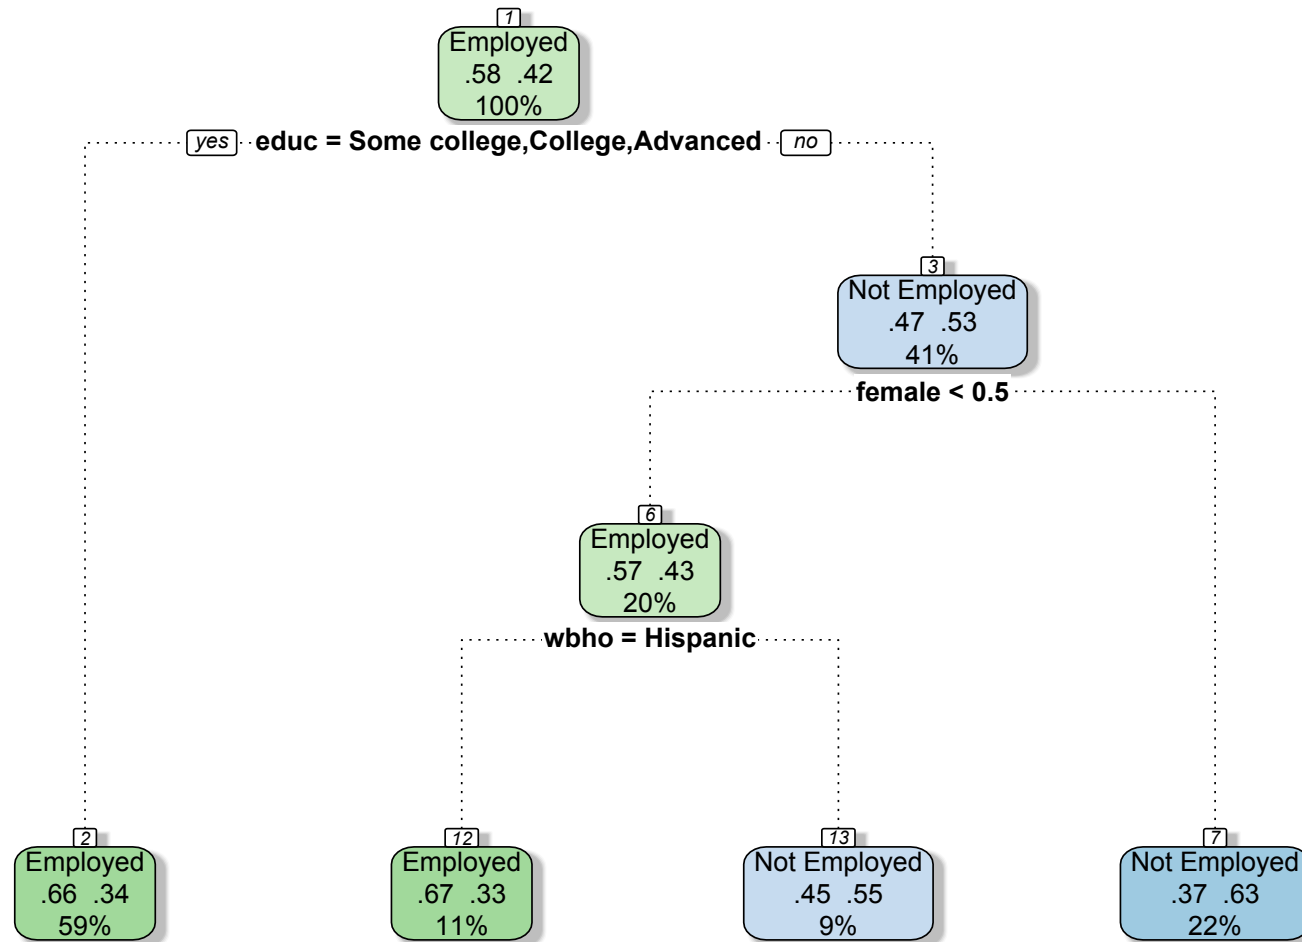 1
Employed
.58 .42
100%
yes educ = Some college,College,Advanced no
3
Not Employed
.47 .53
41%
female < 0.5
6
Employed
.57 .43
20%
wbho = Hispanic
2
Employed
.66 .34
59%
12
Employed
.67 .33
11%
13
Not Employed
.45 .55
9%
7
Not Employed
.37 .63
22%